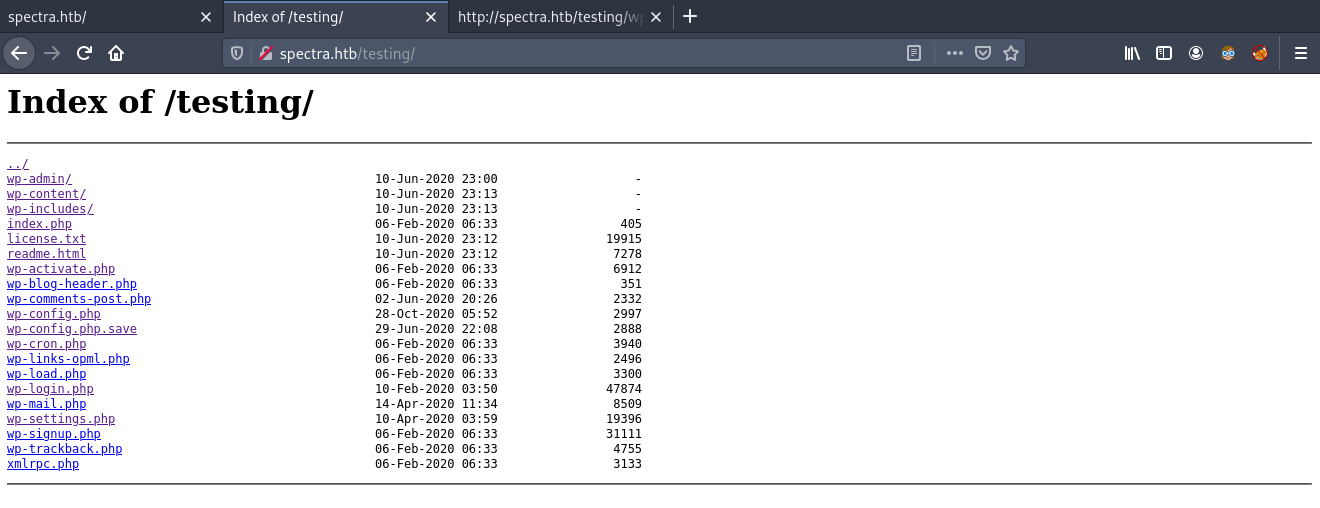 spectra.htb/
Index of /testing/
http://spectra.htb/testing/wp
spectra.htb/testing/
Index of /testing/
../
wp-admin/ 10-Jun-2020 23:00 -
wp-content/ 10-Jun-2020 23:13 -
wp-includes/ 10-Jun-2020 23:13 -
index.php 06-Feb-2020 06:33 405
license.txt 10-Jun-2020 23:12 19915
readme.html 10-Jun-2020 23:12 7278
wp-activate.php 06-Feb-2020 06:33 6912
wp-blog-header.php 06-Feb-2020 06:33 351
wp-comments-post.php 02-Jun-2020 20:26 2332
wp-config.php 28-Oct-2020 05:52 2997
wp-config.php.save 29-Jun-2020 22:08 2888
wp-cron.php 06-Feb-2020 06:33 3940
wp-links-opml.php 06-Feb-2020 06:33 2496
wp-load.php 06-Feb-2020 06:33 3300
wp-login.php 10-Feb-2020 03:50 47874
wp-mail.php 14-Apr-2020 11:34 8509
wp-settings.php 10-Apr-2020 03:59 19396
wp-signup.php 06-Feb-2020 06:33 31111
wp-trackback.php 06-Feb-2020 06:33 4755
xmlrpc.php 06-Feb-2020 06:33 3133